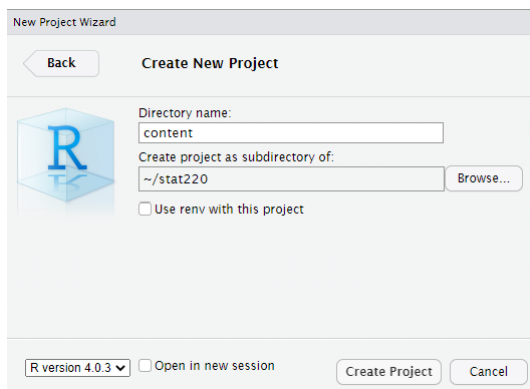 New Project Wizard
Back
Create New Project
R
Directory name:
content
Create project as subdirectory of:
~/stat220
Browse...
Use renv with this project
R version 4.0.3
Open in new session
Create Project
Cancel